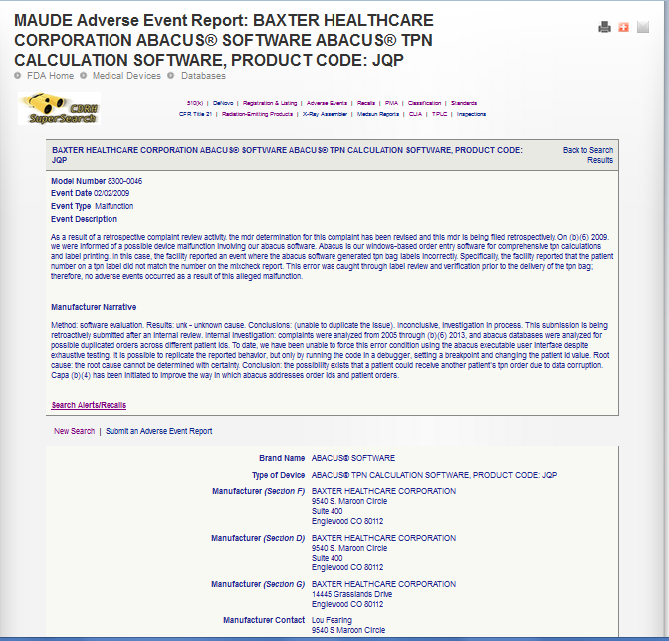 MAUDE Adverse Event Report: BAXTER HEALTHCARE
CORPORATION ABACUS® SOFTWARE ABACUS® TPN
CALCULATION SOFTWARE, PRODUCT CODE: JQP
FDA Home Medical Devices Databases
CDRH
SuperSearch
510(k) | DeNovo | Registration & Listing | Adverse Events | Recalls | PMA | Classification | Standards
CFR Title 21 | Radiation-Emitting Products | X-Ray Assembler | Medsun Reports | CLIA | TPLC | Inspections
BAXTER HEALTHCARE CORPORATION ABACUS® SOFTWARE ABACUS® TPN CALCULATION SOFTWARE, PRODUCT CODE:
JQP
Back to Search
Results
Model Number 8300-0046
Event Date 02/02/2009
Event Type Malfunction
Event Description
As a result of a retrospective complaint review activity, the mdr determination for this complaint has been revised and this mdr is being filed retrospectively. On (b)(6) 2009,
we were informed of a possible device malfunction involving our abacus software. Abacus is our windows-based order entry software for comprehensive tpn calculations
and label printing. In this case, the facility reported an event where the abacus software generated tpn bag labels incorrectly. Specifically, the facility reported that the patient
number on a tpn label did not match the number on the mixcheck report. This error was caught through label review and verification prior to the delivery of the tpn bag;
therefore, no adverse events occurred as a result of this alleged malfunction.
Manufacturer Narrative
Method: software evaluation. Results: unk - unknown cause. Conclusions: (unable to duplicate the issue). Inconclusive, investigation in process. This submission is being
retroactively submitted after an internal review. Internal investigation: complaints were analyzed from 2005 through (b)(6) 2013, and abacus databases were analyzed for
possible duplicated orders across different patient ids. To date, we have been unable to force this error condition using the abacus executable user interface despite
exhaustive testing. It is possible to replicate the reported behavior, but only by running the code in a debugger, setting a breakpoint and changing the patient id value. Root
cause: the root cause cannot be determined with certainty. Conclusion: the possibility exists that a patient could receive another patient's tpn order due to data corruption.
Capa (b)(4) has been initiated to improve the way in which abacus addresses order ids and patient orders.
Search Alerts/Recalls
New Search | Submit an Adverse Event Report
Brand Name ABACUS® SOFTWARE
Type of Device ABACUS® TPN CALCULATION SOFTWARE, PRODUCT CODE: JQP
Manufacturer (Section F) BAXTER HEALTHCARE CORPORATION
9540 S. Maroon Circle
Suite 400
Englewood CO 80112
Manufacturer (Section D) BAXTER HEALTHCARE CORPORATION
9540 S. Maroon Circle
Suite 400
Englewood CO 80112
Manufacturer (Section G) BAXTER HEALTHCARE CORPORATION
14445 Grasslands Drive
Englewood CO 80112
Manufacturer Contact Lou Fearing
9540 S Maroon Circle